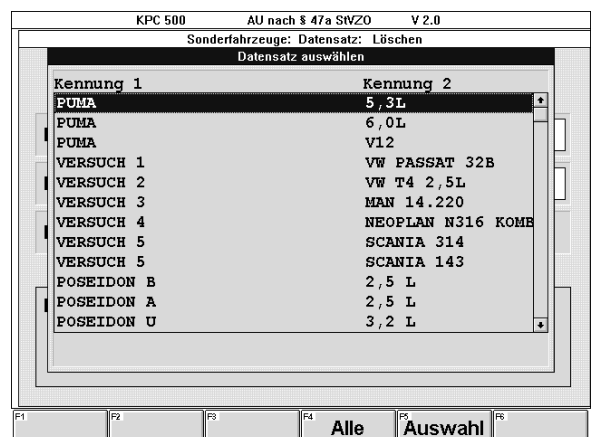 KPC 500 AU nach § 47a StVZO V 2.0
Sonderfahrzeuge: Datensatz: Löschen
Datensatz auswählen
Kennung 1 Kennung 2
PUMA 5,3L
PUMA 6,0L
PUMA V12
VERSUCH 1 VW PASSAT 32B
VERSUCH 2 VW T4 2,5L
VERSUCH 3 MAN 14.220
VERSUCH 4 NEOPLAN N316 KOMB
VERSUCH 5 SCANIA 314
VERSUCH 5 SCANIA 143
POSEIDON B 2,5 L
POSEIDON A 2,5 L
POSEIDON U 3,2 L
F1 F2 F3 F4 Alle F5 Auswahl F6